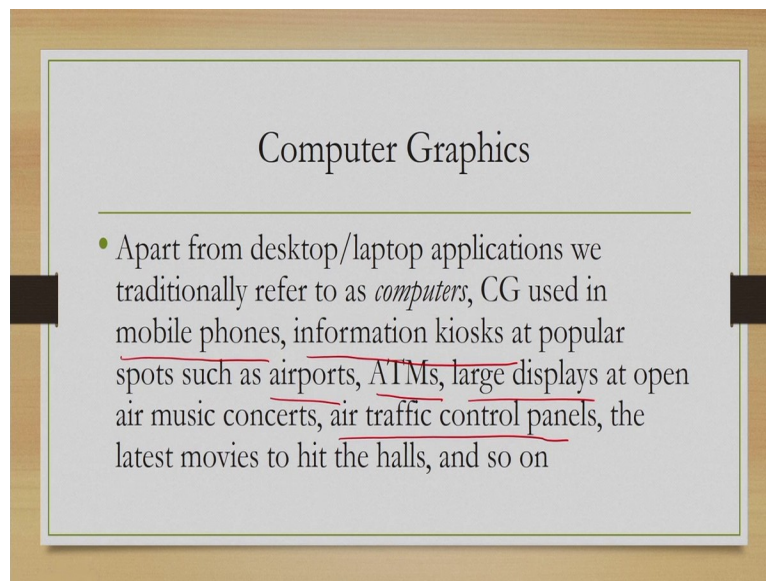 Computer Graphics
• Apart from desktop/laptop applications we
traditionally refer to as computers, CG used in
mobile phones, information kiosks at popular
spots such as airports, ATMs, large displays at open
air music concerts, air traffic control panels, the
latest movies to hit the halls, and so on